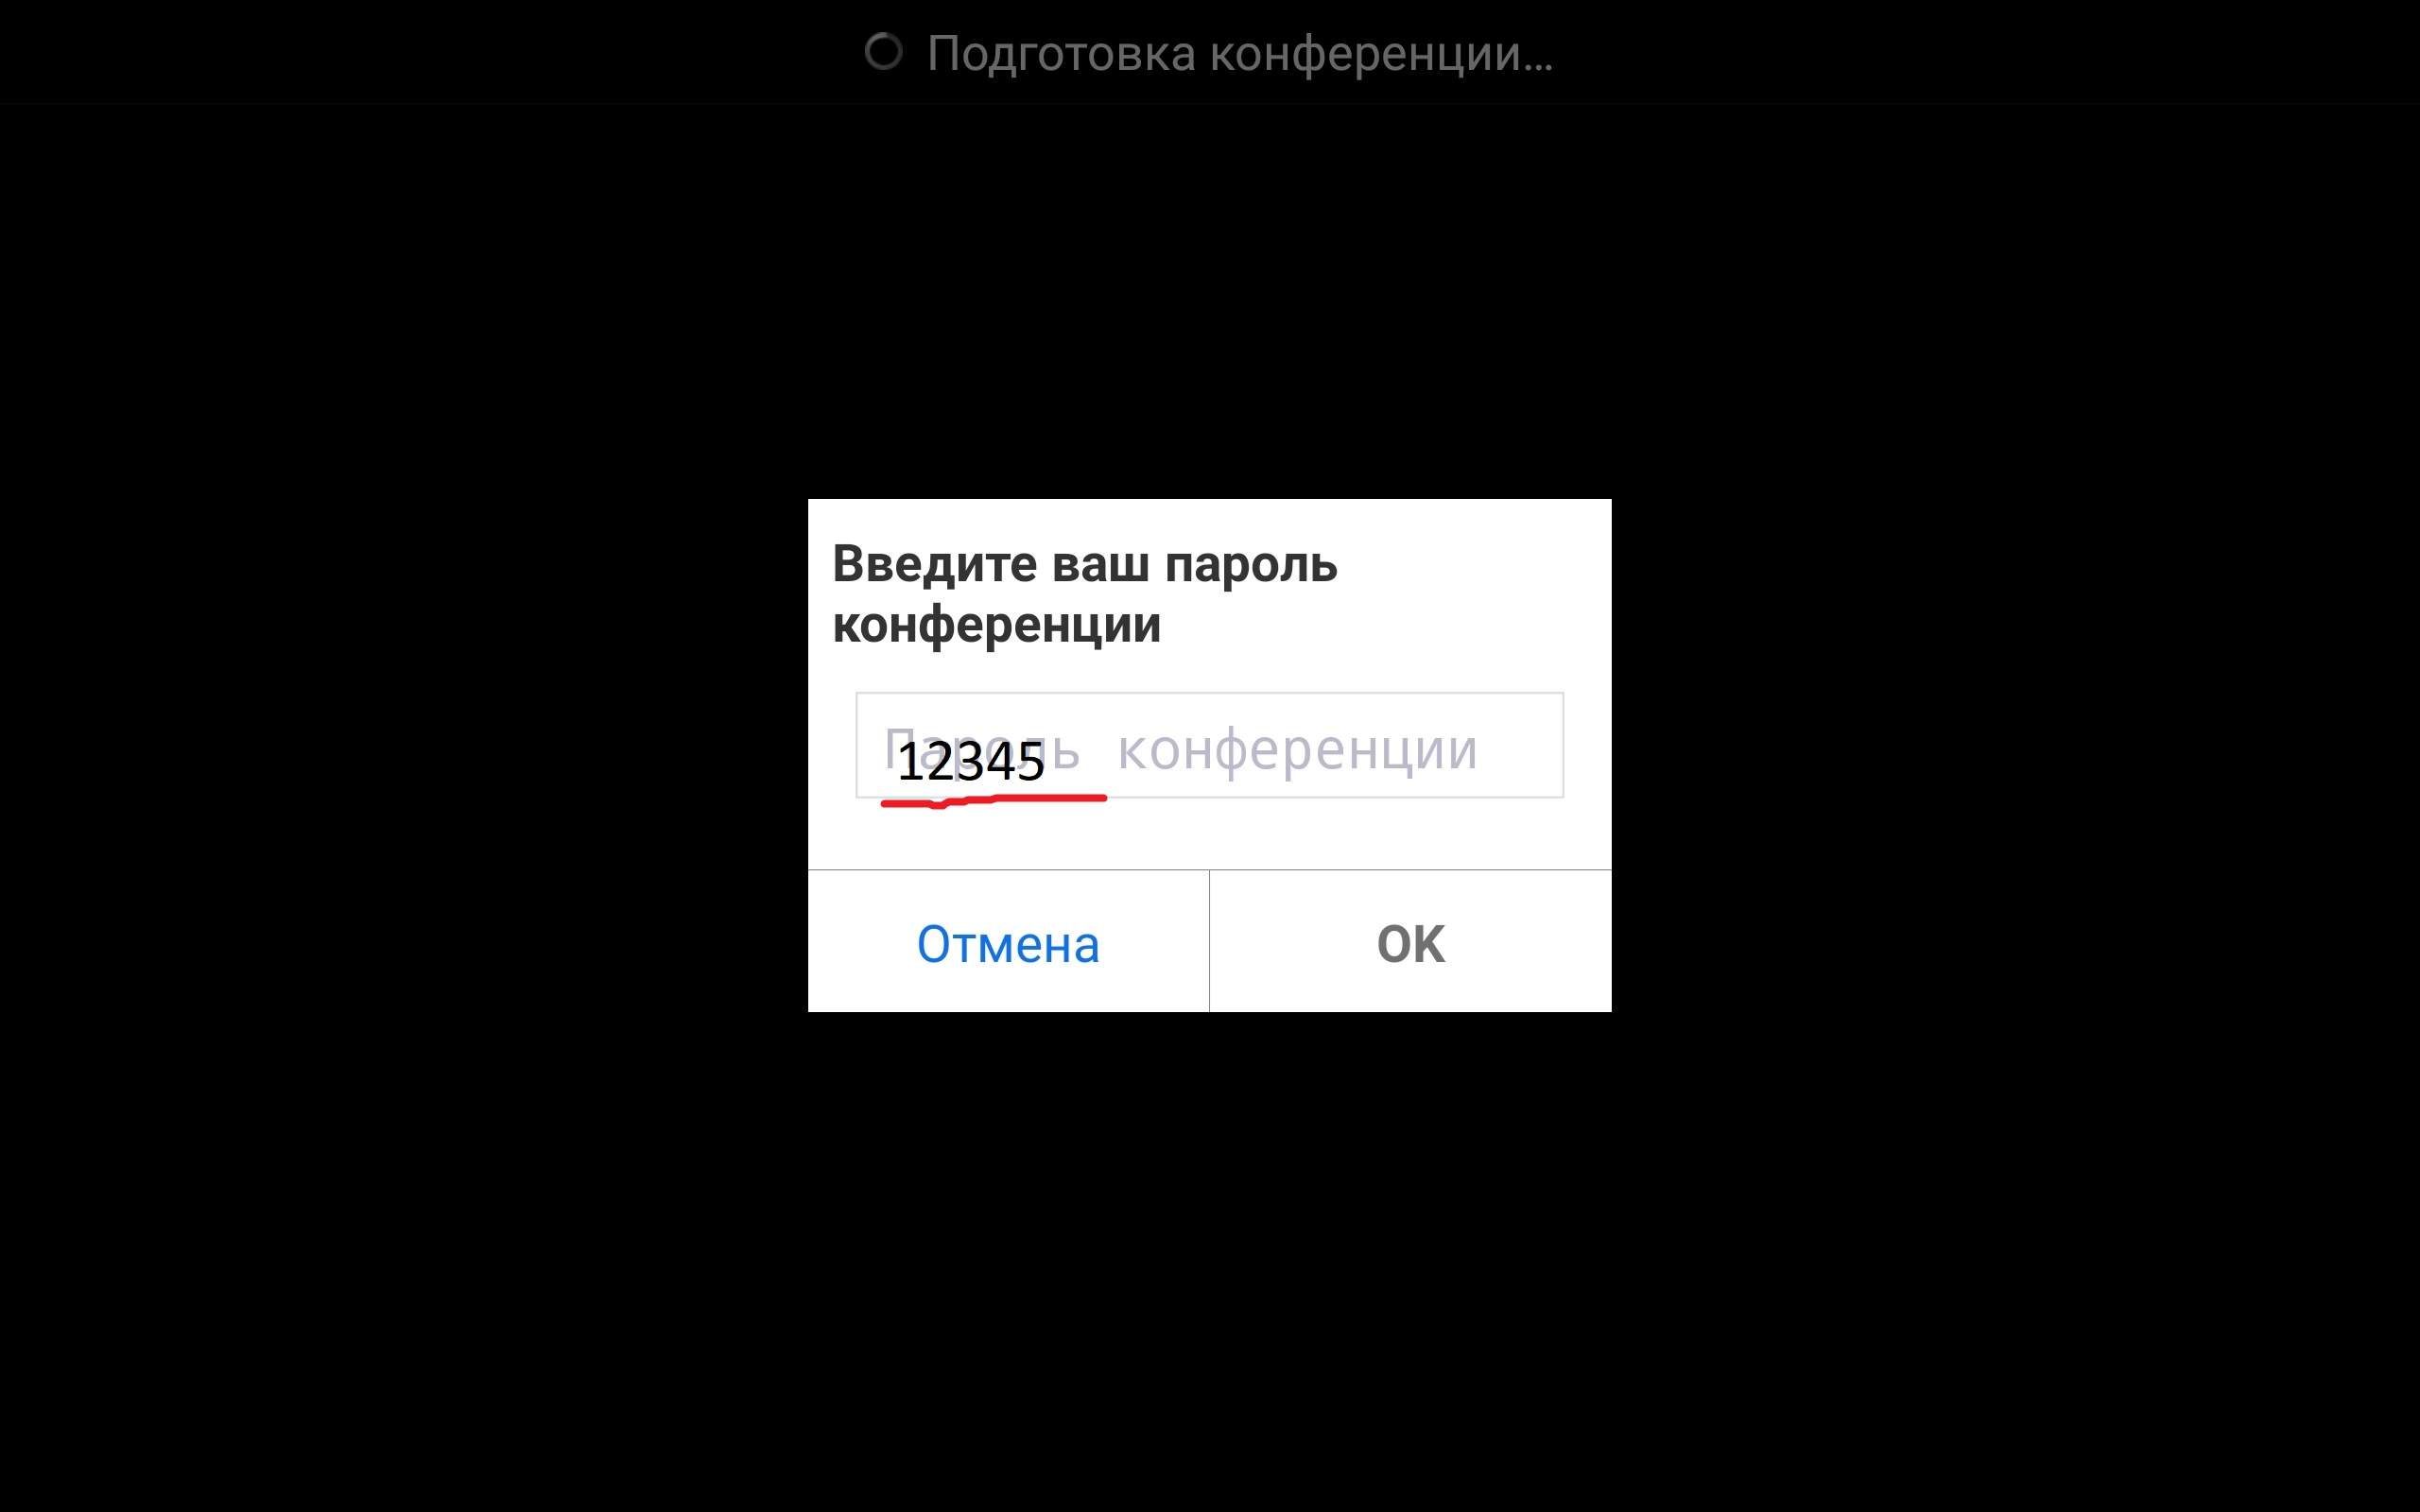 Подготовка конференции...
Введите ваш пароль
конференции
Пароль конференции
12345
Отмена
OK